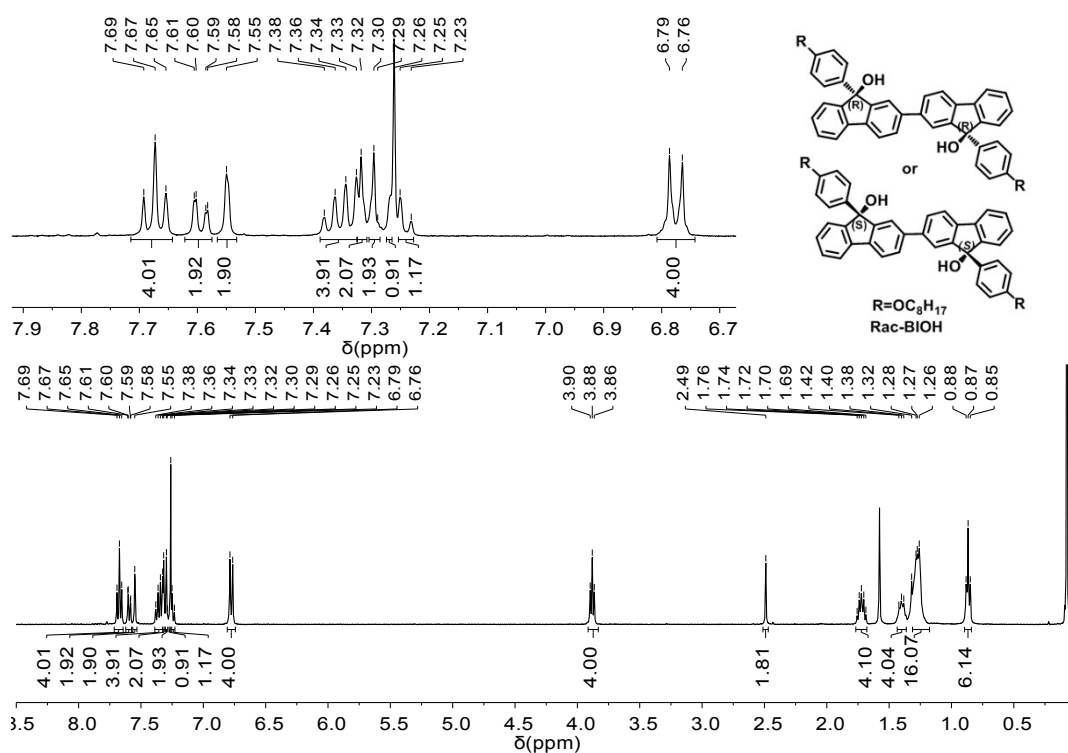 7.69 7.67 7.65 7.61 7.60 7.59 7.58 7.55 7.38 7.36 7.34 7.33 7.32 7.30 7.29 7.26 7.25 7.23 6.79 6.76
R
OH
(R)
(R)
HO
R
or
R
OH
(S)
(S)
HO
R
R=OC8H17
Rac-BIOH
4.01 1.92 1.90 3.91 2.07 1.93 0.91 1.17 4.00
7.9 7.8 7.7 7.6 7.5 7.4 7.3 7.2 7.1 7.0 6.9 6.8 6.7
δ(ppm)
7.69 7.67 7.65 7.61 7.60 7.59 7.58 7.55 7.38 7.36 7.34 7.33 7.32 7.30 7.29 7.26 7.25 7.23 6.79 6.76 3.90 3.88 3.86 2.49 1.76 1.74 1.72 1.70 1.69 1.42 1.40 1.38 1.32 1.28 1.27 1.26 0.88 0.87 0.85
4.01 1.92 1.90 3.91 2.07 1.93 0.91 1.17 4.00 4.00 1.81 4.10 4.04 16.07 6.14
8.5 8.0 7.5 7.0 6.5 6.0 5.5 5.0 4.5 4.0 3.5 3.0 2.5 2.0 1.5 1.0 0.5
δ(ppm)